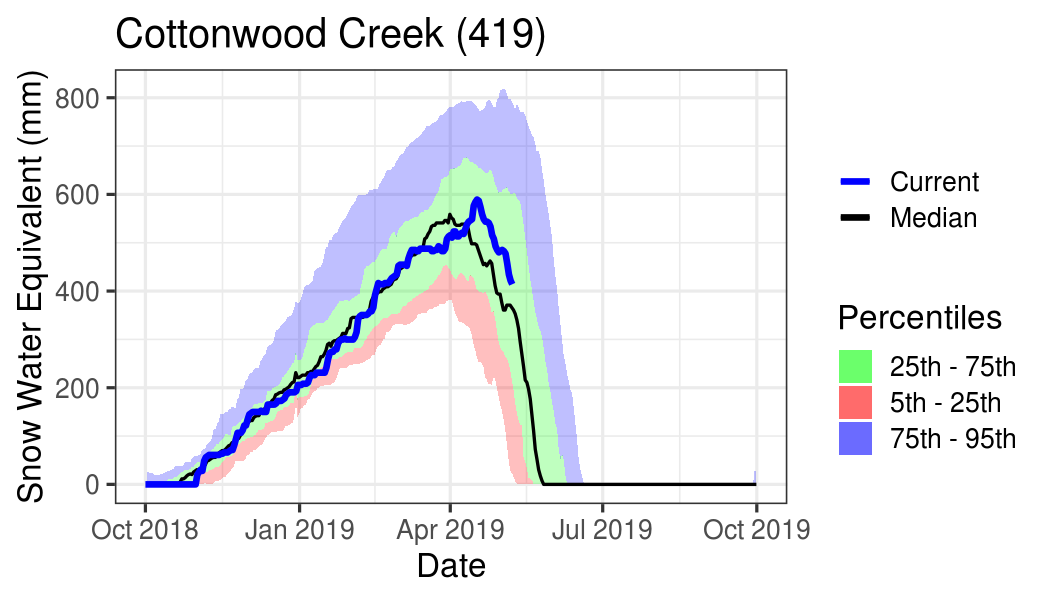 Cottonwood Creek (419)
Snow Water Equivalent (mm)
800
600
400
200
0
Oct 2018
Jan 2019
Apr 2019
Jul 2019
Oct 2019
Date
Current
Median
Percentiles
25th - 75th
5th - 25th
75th - 95th